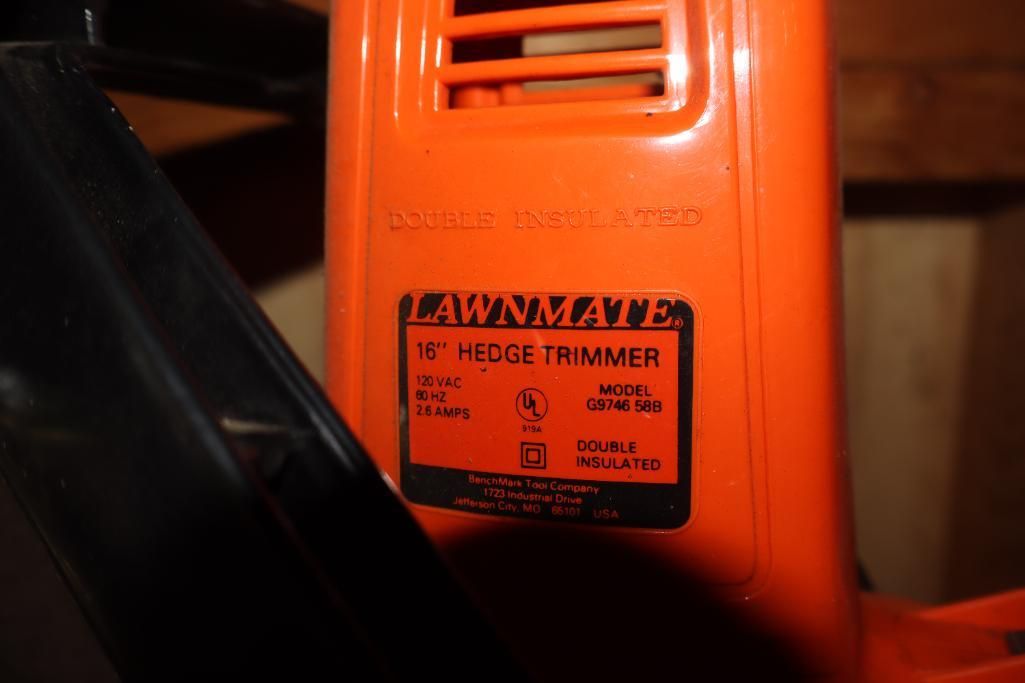 DOUBLE INSULATED
LAWNMATE®
16" HEDGE TRIMMER
120 VAC
60 HZ
2.6 AMPS
UL
919A
MODEL
G9746 58B
DOUBLE
INSULATED
BenchMark Tool Company
1723 Industrial Drive
Jefferson City, MO 65101 USA